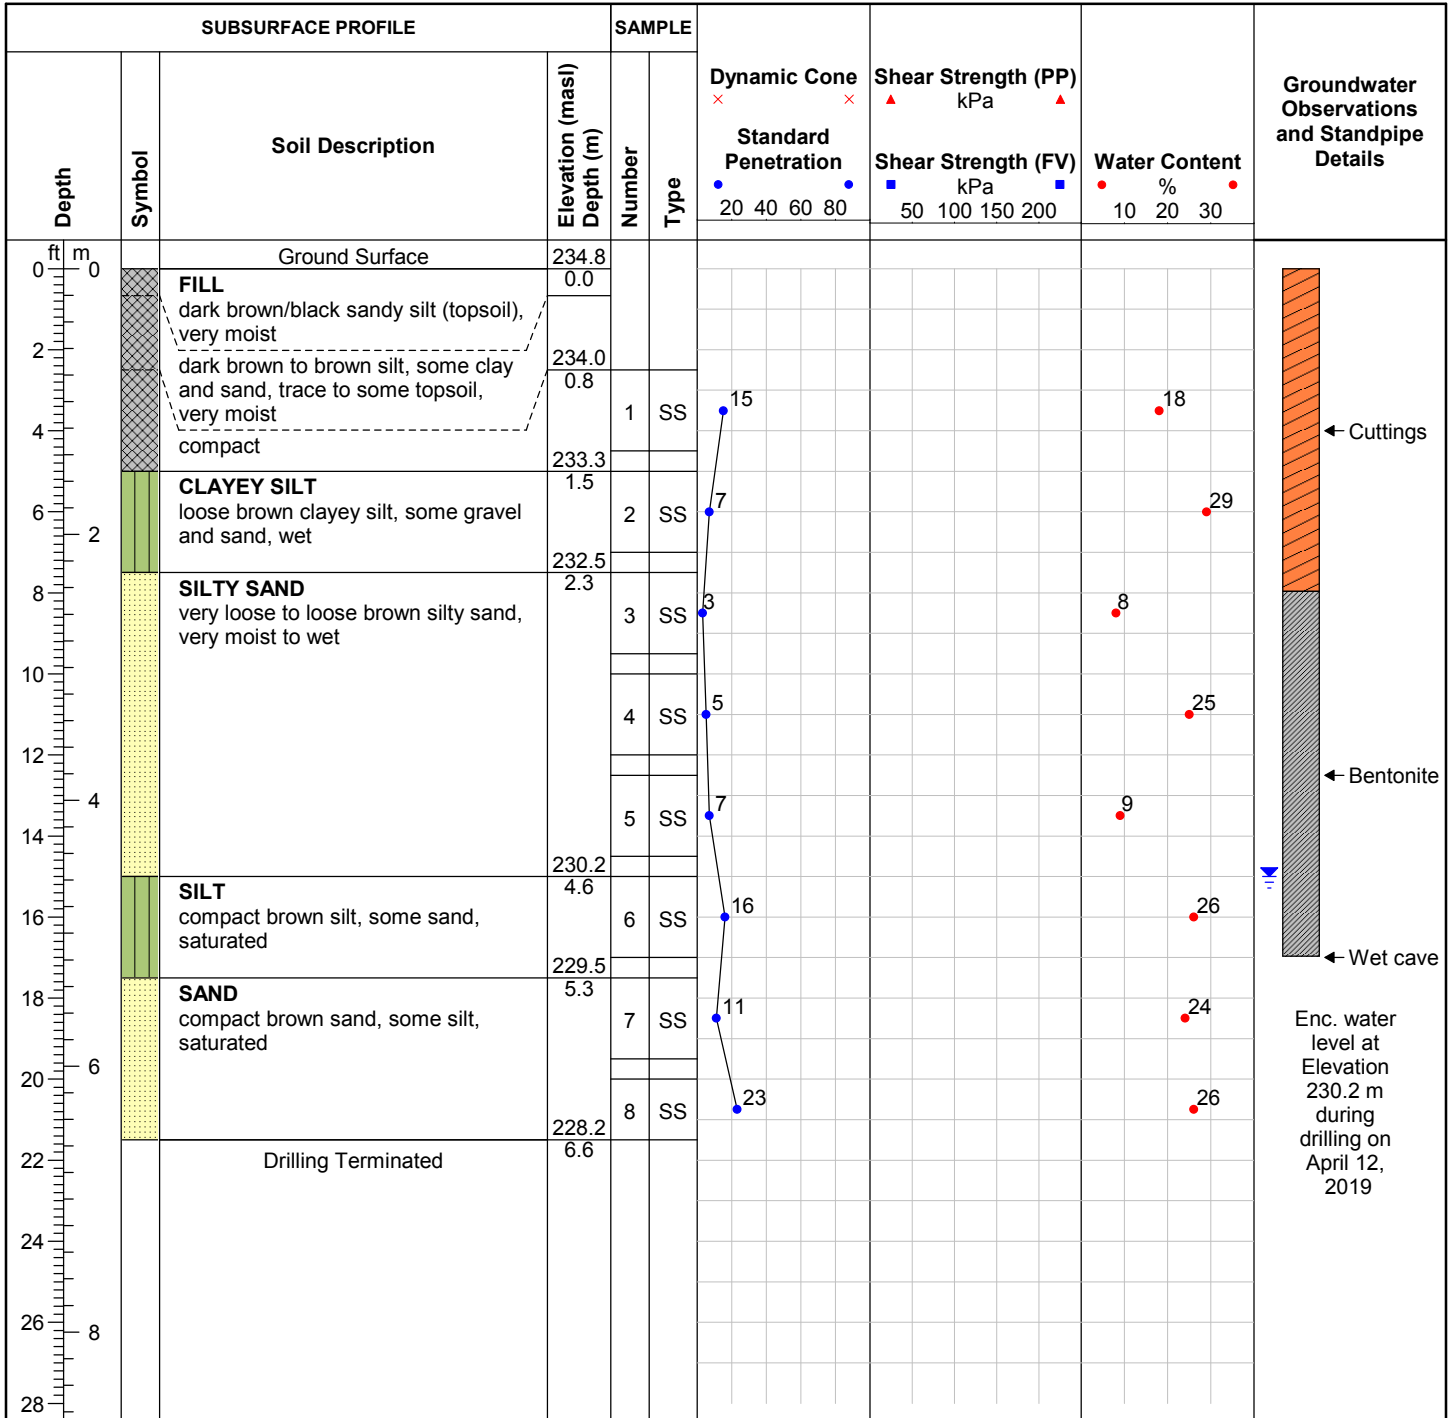 SUBSURFACE PROFILE
SAMPLE
Depth
Symbol
Soil Description
Elevation (masl)
Depth (m)
Number
Type
Dynamic Cone
Standard
Penetration
20 40 60 80
Shear Strength (PP)
kPa
Shear Strength (FV)
kPa
50 100 150 200
Water Content
%
10 20 30
Groundwater
Observations
and Standpipe
Details
ft m
Ground Surface
234.8
0 0
0.0
FILL
dark brown/black sandy silt (topsoil),
very moist
2
234.0
dark brown to brown silt, some clay
and sand, trace to some topsoil,
very moist
0.8
1 SS
15
18
4
Cuttings
compact
233.3
1.5
CLAYEY SILT
loose brown clayey silt, some gravel
and sand, wet
6
2
2 SS
7
29
232.5
2.3
SILTY SAND
very loose to loose brown silty sand,
very moist to wet
8
3 SS
3
8
10
4 SS
5
25
12
Bentonite
4
5 SS
7
9
14
230.2
4.6
SILT
compact brown silt, some sand,
saturated
16
6 SS
16
26
229.5
Wet cave
5.3
SAND
compact brown sand, some silt,
saturated
18
7 SS
11
24
Enc. water
level at
Elevation
230.2 m
during
drilling on
April 12,
2019
6
20
8 SS
23
26
228.2
6.6
Drilling Terminated
22
24
26
8
28